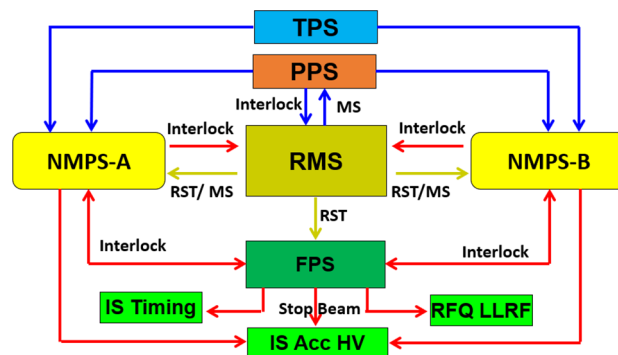 TPS
PPS
Interlock
MS
Interlock
Interlock
NMPS-A
RMS
NMPS-B
RST/ MS
RST/MS
RST
Interlock
Interlock
FPS
IS Timing
Stop Beam
RFQ LLRF
IS Acc HV